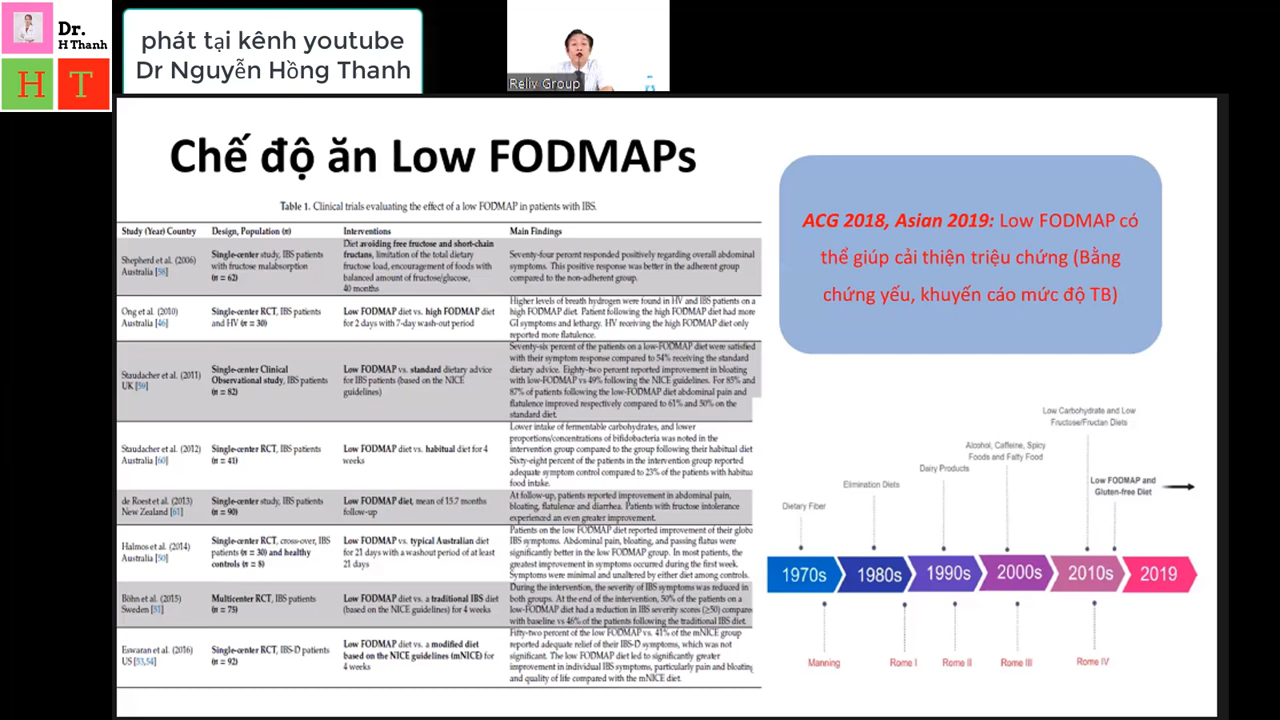 Dr.
H Thanh
H T
phát tại kênh youtube
Dr Nguyễn Hồng Thanh
Reliv Group
Chế độ ăn Low FODMAPs
Table 1. Clinical trials evaluating the effect of a low FODMAP in patients with IBS.
Study (Year) Country Design, Population (n) Interventions Main Findings
Shepherd et al. (2006)
Australia [58]
Single-center study, IBS patients
with fructose malabsorption
(n = 62)
Diet avoiding free fructose and short-chain
fructans, limitation of the total dietary
fructose load, encouragement of foods with
balanced amount of fructose/glucose,
40 months
Seventy-four percent responded positively regarding overall abdominal
symptoms. This positive response was better in the adherent group
compared to the non-adherent group.
Ong et al. (2010)
Australia [46]
Single-center RCT, IBS patients
and HV (n = 30)
Low FODMAP diet vs. high FODMAP diet
for 2 days with 7-day wash-out period
Higher levels of breath hydrogen were found in HV and IBS patients on a
high FODMAP diet. Patient following the high FODMAP diet had more
GI symptoms and lethargy. HV receiving the high FODMAP diet only
reported more flatulence.
Staudacher et al. (2011)
UK [59]
Single-center Clinical
Observational study, IBS patients
(n = 82)
Low FODMAP vs. standard dietary advice
for IBS patients (based on the NICE
guidelines)
Seventy-six percent of the patients on a low-FODMAP diet were satisfied
with their symptom response compared to 54% receiving the standard
dietary advice. Eighty-two percent reported improvement in bloating
with low-FODMAP vs 49% following the NICE guidelines. For 85% and
87% of patients following the low-FODMAP diet abdominal pain and
flatulence improved respectively compared to 61% and 50% on the
standard diet.
Staudacher et al. (2012)
Australia [60]
Single-center RCT, IBS patients
(n = 41)
Low FODMAP diet vs. habitual diet for 4
weeks
Lower intake of fermentable carbohydrates, and lower
proportions/concentrations of bifidobacteria was noted in the
intervention group compared to the group following their habitual diet
Sixty-eight percent of the patients in the intervention group reported
adequate symptom control compared to 23% of the patients with habitua
food intake.
de Roest et al. (2013)
New Zealand [61]
Single-center study, IBS patients
(n = 90)
Low FODMAP diet, mean of 15.7 months
follow-up
At follow-up, patients reported improvement in abdominal pain,
bloating, flatulence and diarrhea. Patients with fructose intolerance
experienced an even greater improvement.
Halmos et al. (2014)
Australia [50]
Single-center RCT, cross-over, IBS
patients (n = 30) and healthy
controls (n = 8)
Low FODMAP vs. typical Australian diet
for 21 days with a washout period of at least
21 days
Patients on the low FODMAP diet reported improvement of their globa
IBS symptoms. Abdominal pain, bloating, and passing flatus were
significantly better in the low FODMAP group. In most patients, the
greatest improvement in symptoms occurred during the first week.
Symptoms were minimal and unaltered by either diet among controls.
Böhn et al. (2015)
Sweden [51]
Multicenter RCT, IBS patients
(n = 75)
Low FODMAP diet vs. a traditional IBS diet
(based on the NICE guidelines) for 4 weeks
During the intervention, the severity of IBS symptoms was reduced in
both groups. At the end of the intervention, 50% of the patients on a
low-FODMAP diet had a reduction in IBS severity scores (≥50) compare
with baseline vs 46% of the patients following the traditional IBS diet.
Eswaran et al. (2016)
US [53,54]
Single-center RCT, IBS-D patients
(n = 92)
Low FODMAP diet vs. a modified diet
based on the NICE guidelines (mNICE) for
4 weeks
Fifty-two percent of the low FODMAP vs. 41% of the mNICE group
reported adequate relief of their IBS-D symptoms, which was not
significant. The low FODMAP diet led to significantly greater
improvement in individual IBS symptoms, particularly pain and bloating
and quality of life compared with the mNICE diet.
ACG 2018, Asian 2019: Low FODMAP có
thể giúp cải thiện triệu chứng (Bằng
chứng yếu, khuyến cáo mức độ TB)
Low Carbohydrate and Low
Fructose/Fructan Diets
Alcohol, Caffeine, Spicy
Foods and Fatty Food
Dairy Products
Elimination Diets
Low FODMAP and
Gluten-free Diet
Dietary Fiber
1970s 1980s 1990s 2000s 2010s 2019
Manning Rome I Rome II Rome III Rome IV